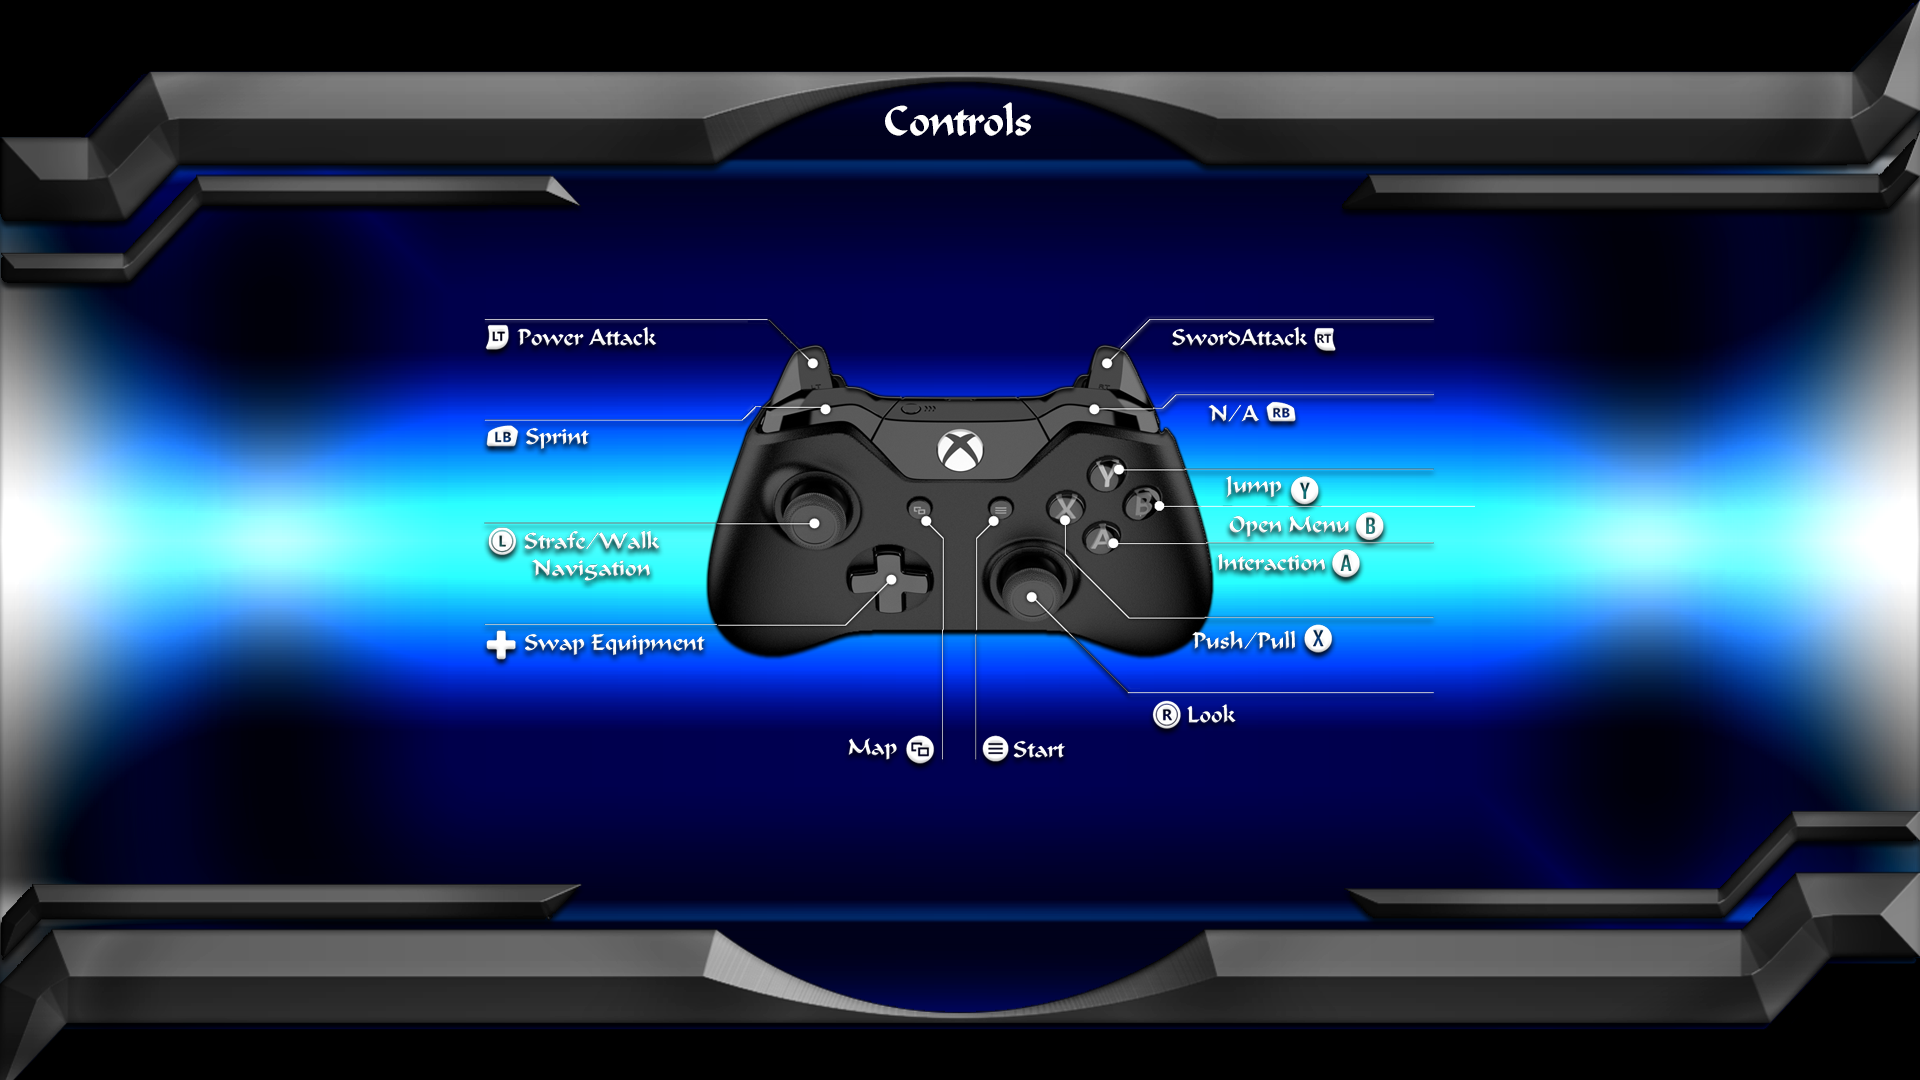 Controls
LT Power Attack
SwordAttack RT
N/A RB
LB Sprint
Y
X
B
A
Jump Y
Open Menu B
L Strafe/Walk
Navigation
Interaction A
Swap Equipment
Push/Pull X
R Look
Map
Start